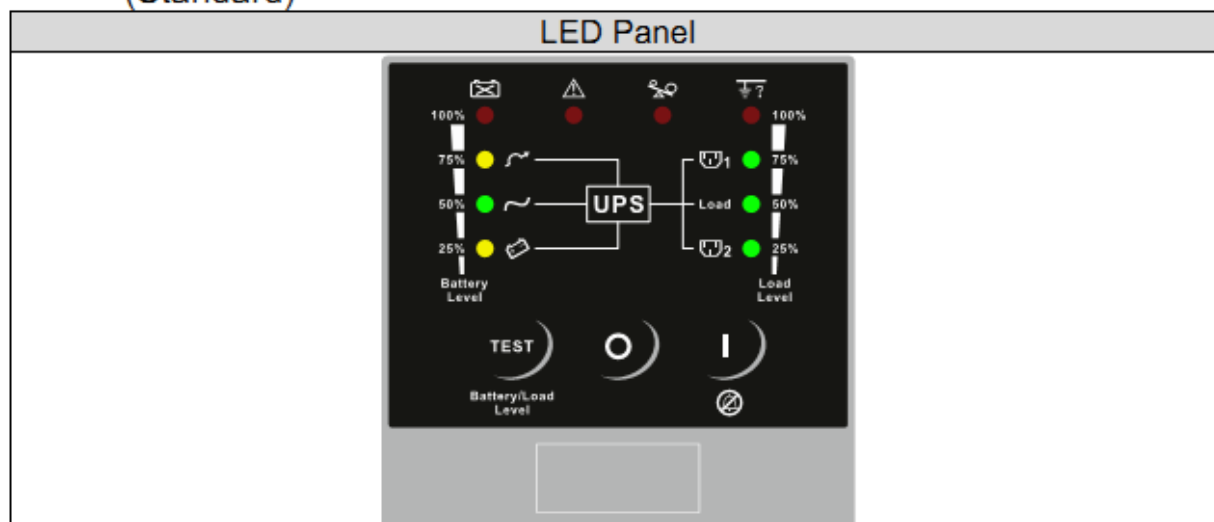 (Standard)
LED Panel
?
100% 100%
75% 1 75%
50% UPS Load 50%
25% 2 25%
Battery
Level
Load
Level
TEST O I
Battery/Load
Level